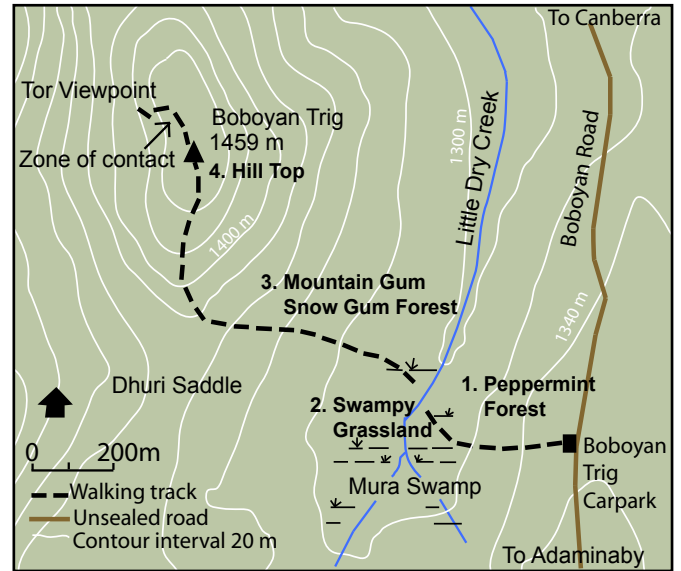 To Canberra
Tor Viewpoint
Boboyan Trig
1459 m
Zone of contact
4. Hill Top
1300 m
Little Dry Creek
Boboyan Road
1400 m
3. Mountain Gum
Snow Gum Forest
1340 m
Dhuri Saddle
1. Peppermint
Forest
2. Swampy
Grassland
0 200m
Boboyan
Trig
Carpark
Mura Swamp
Walking track
Unsealed road
Contour interval 20 m
To Adaminaby